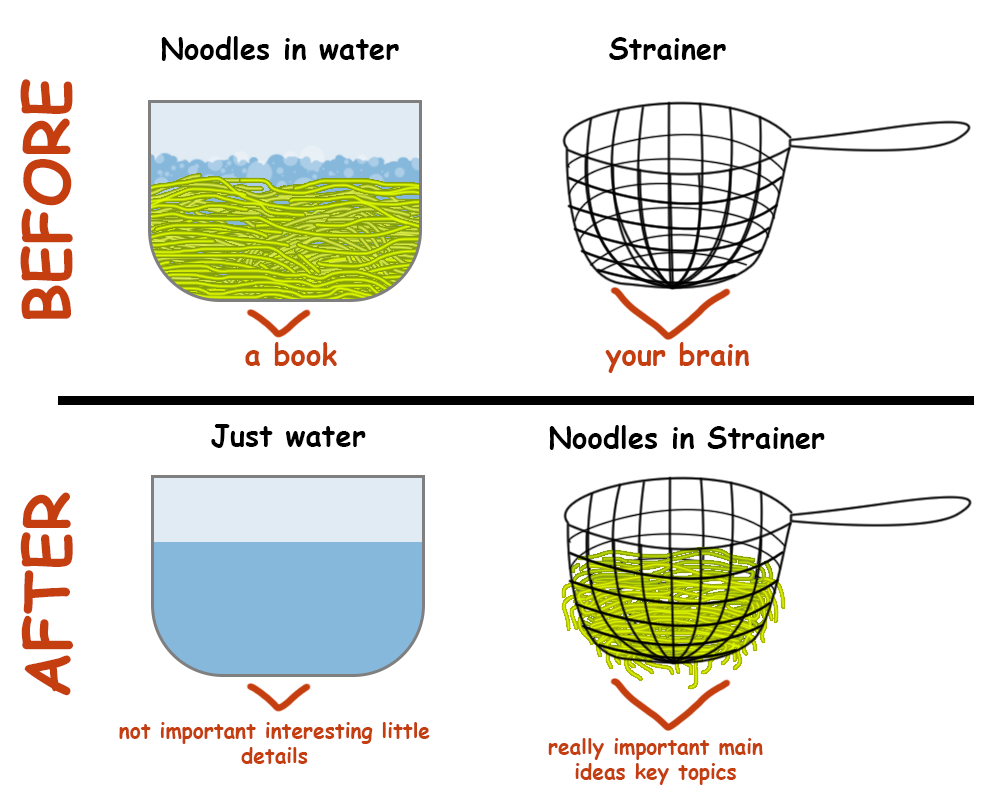 Noodles in water
Strainer
BEFORE
a book
your brain
Just water
Noodles in Strainer
AFTER
not important interesting little
details
really important main
ideas key topics